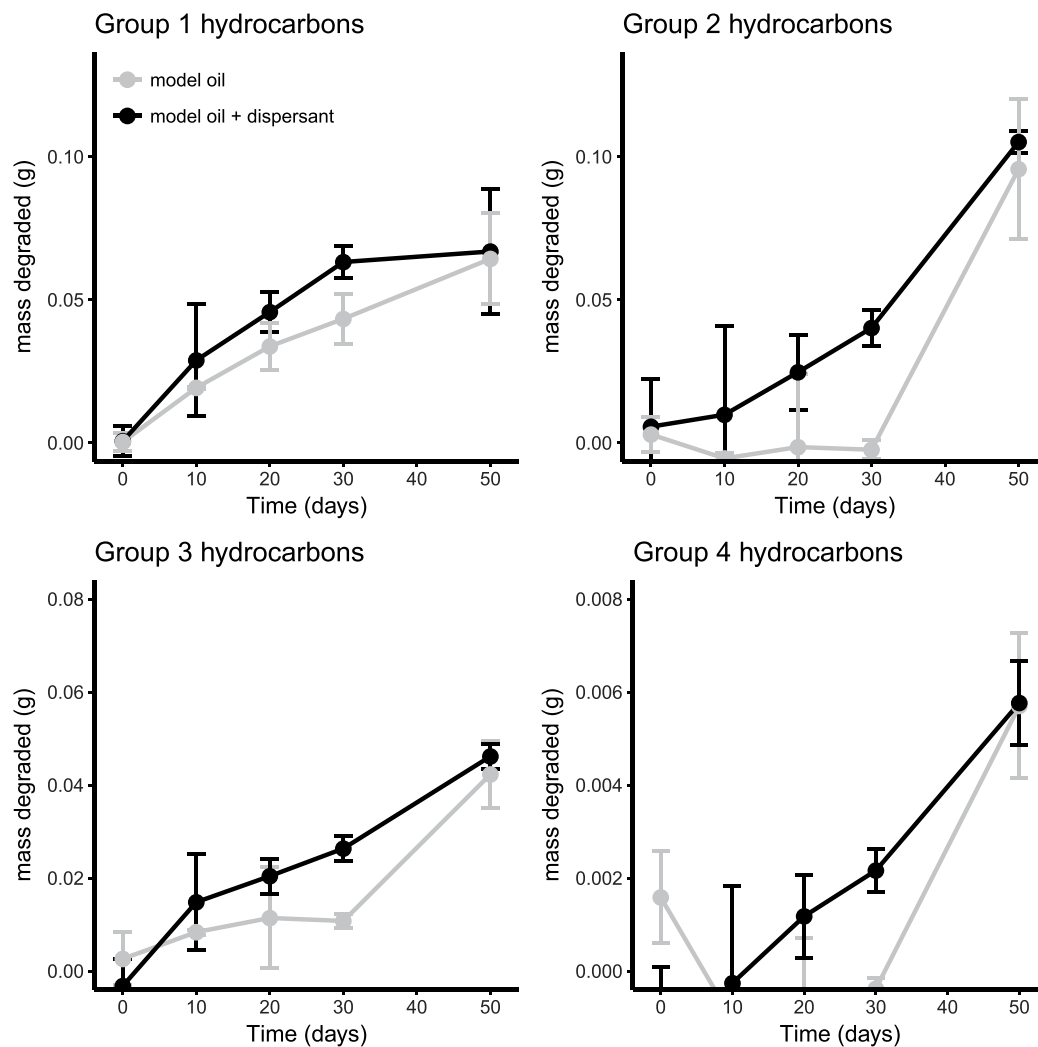 Group 1 hydrocarbons
model oil
model oil + dispersant
mass degraded (g)
0.10
0.05
0.00
0 10 20 30 40 50
Time (days)
Group 2 hydrocarbons
mass degraded (g)
0.10
0.05
0.00
0 10 20 30 40 50
Time (days)
Group 3 hydrocarbons
mass degraded (g)
0.08
0.06
0.04
0.02
0.00
0 10 20 30 40 50
Time (days)
Group 4 hydrocarbons
mass degraded (g)
0.008
0.006
0.004
0.002
0.000
0 10 20 30 40 50
Time (days)